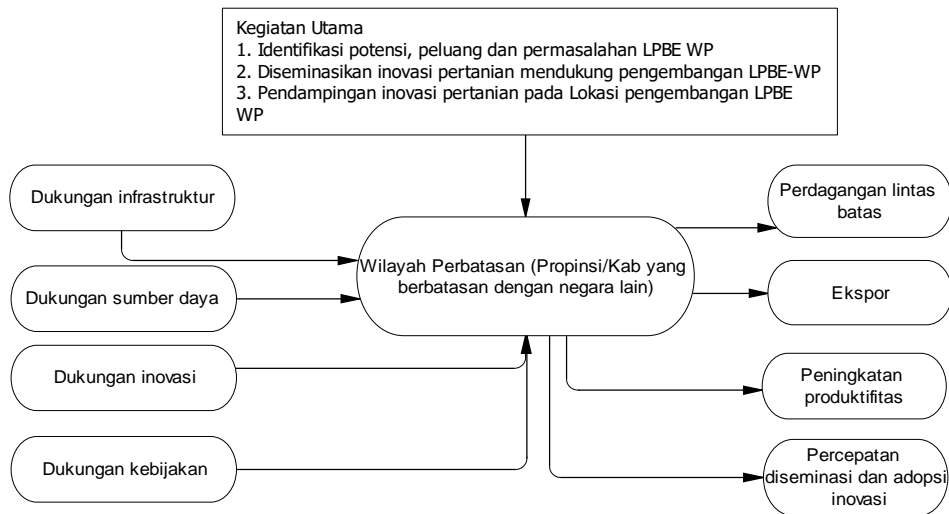 Kegiatan Utama
1. Identifikasi potensi, peluang dan permasalahan LPBE WP
2. Diseminasikan inovasi pertanian mendukung pengembangan LPBE-WP
3. Pendampingan inovasi pertanian pada Lokasi pengembangan LPBE
WP
Dukungan infrastruktur
Dukungan sumber daya
Dukungan inovasi
Dukungan kebijakan
Wilayah Perbatasan (Propinsi/Kab yang
berbatasan dengan negara lain)
Perdagangan lintas
batas
Ekspor
Peningkatan
produktifitas
Percepatan
diseminasi dan adopsi
inovasi